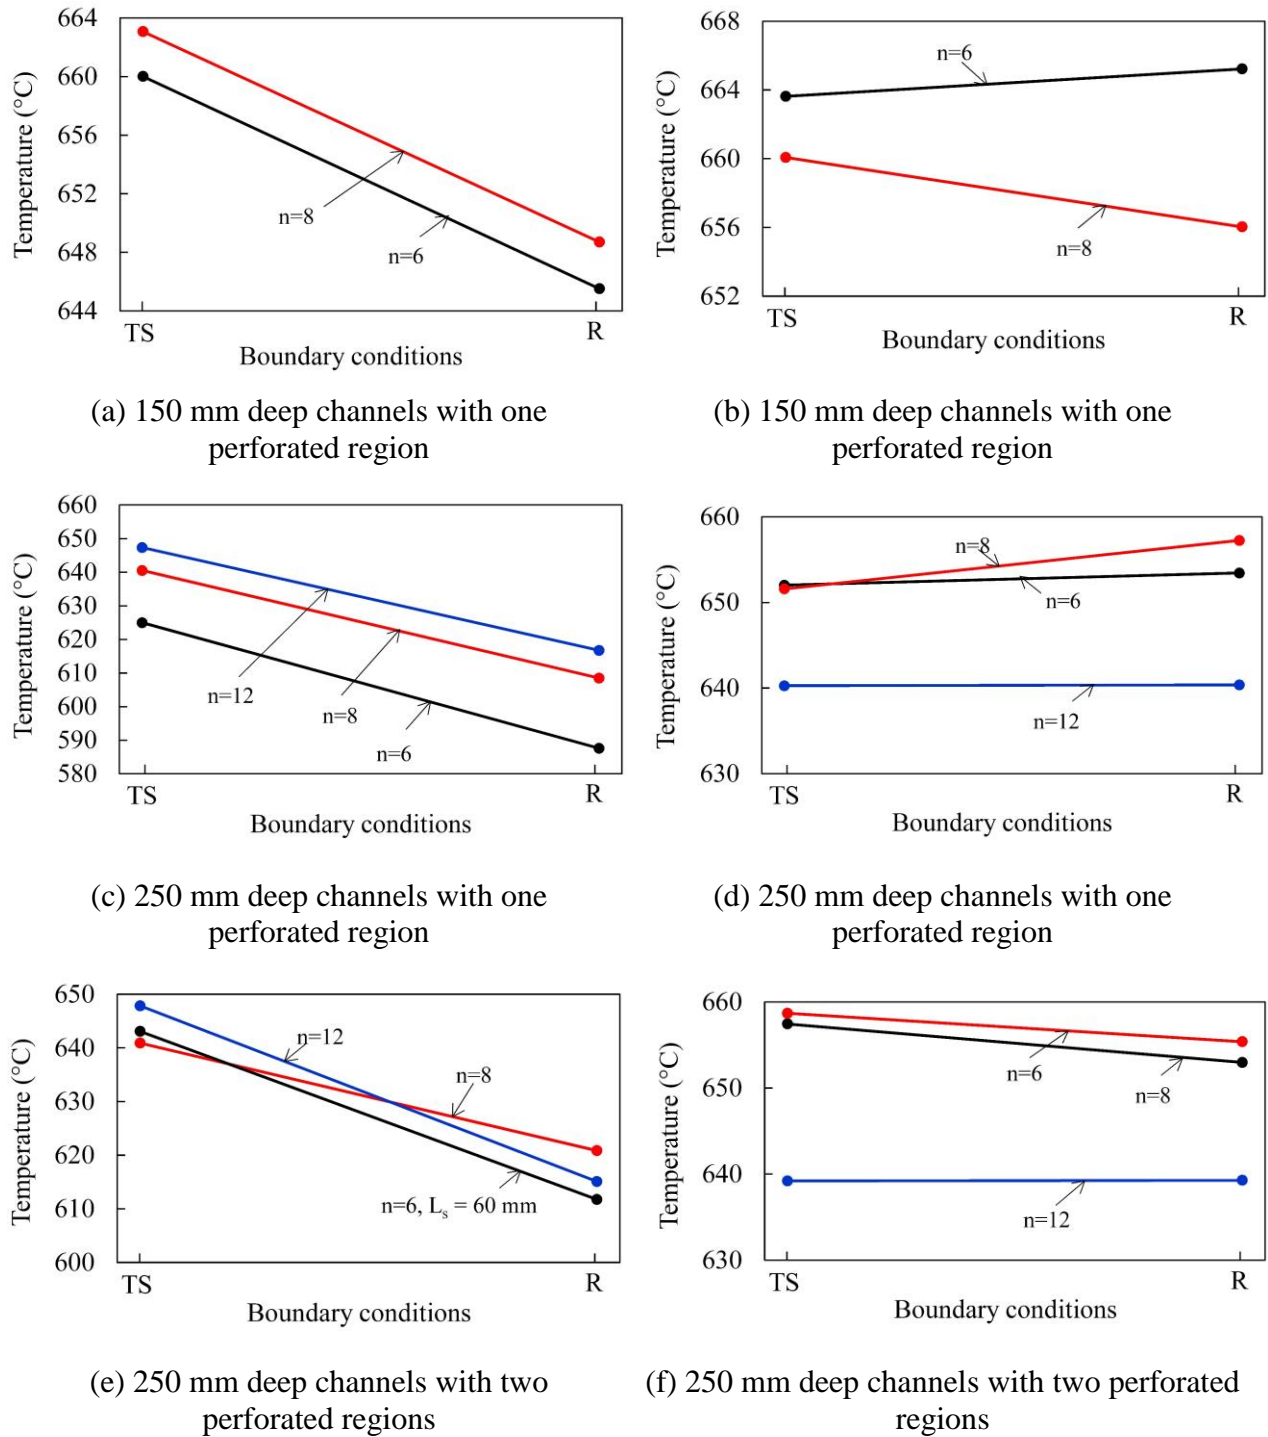 664
660
656
652
648
644
Temperature (°C)
n=8
n=6
TS
R
Boundary conditions
(a) 150 mm deep channels with one
perforated region
668
664
660
656
652
Temperature (°C)
n=6
n=8
TS
R
Boundary conditions
(b) 150 mm deep channels with one
perforated region
660
650
640
630
620
610
600
590
580
Temperature (°C)
n=12
n=8
n=6
TS
R
Boundary conditions
(c) 250 mm deep channels with one
perforated region
660
650
640
630
Temperature (°C)
n=8
n=6
n=12
TS
R
Boundary conditions
(d) 250 mm deep channels with one
perforated region
650
640
630
620
610
600
Temperature (°C)
n=12
n=8
n=6, Ls = 60 mm
TS
R
Boundary conditions
(e) 250 mm deep channels with two
perforated regions
660
650
640
630
Temperature (°C)
n=6
n=8
n=12
TS
R
Boundary conditions
(f) 250 mm deep channels with two perforated
regions